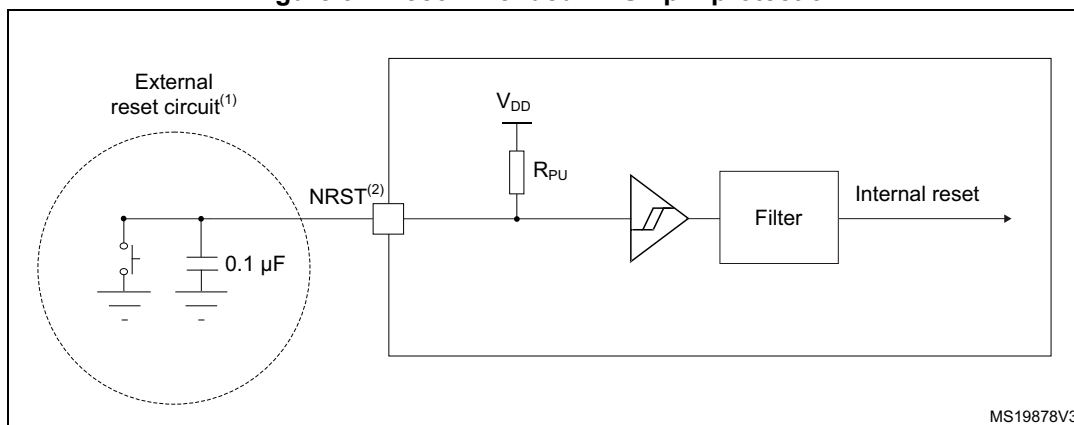 External
reset circuit(1)
VDD
RPU
NRST(2)
Filter
Internal reset
0.1 µF
MS19878V3